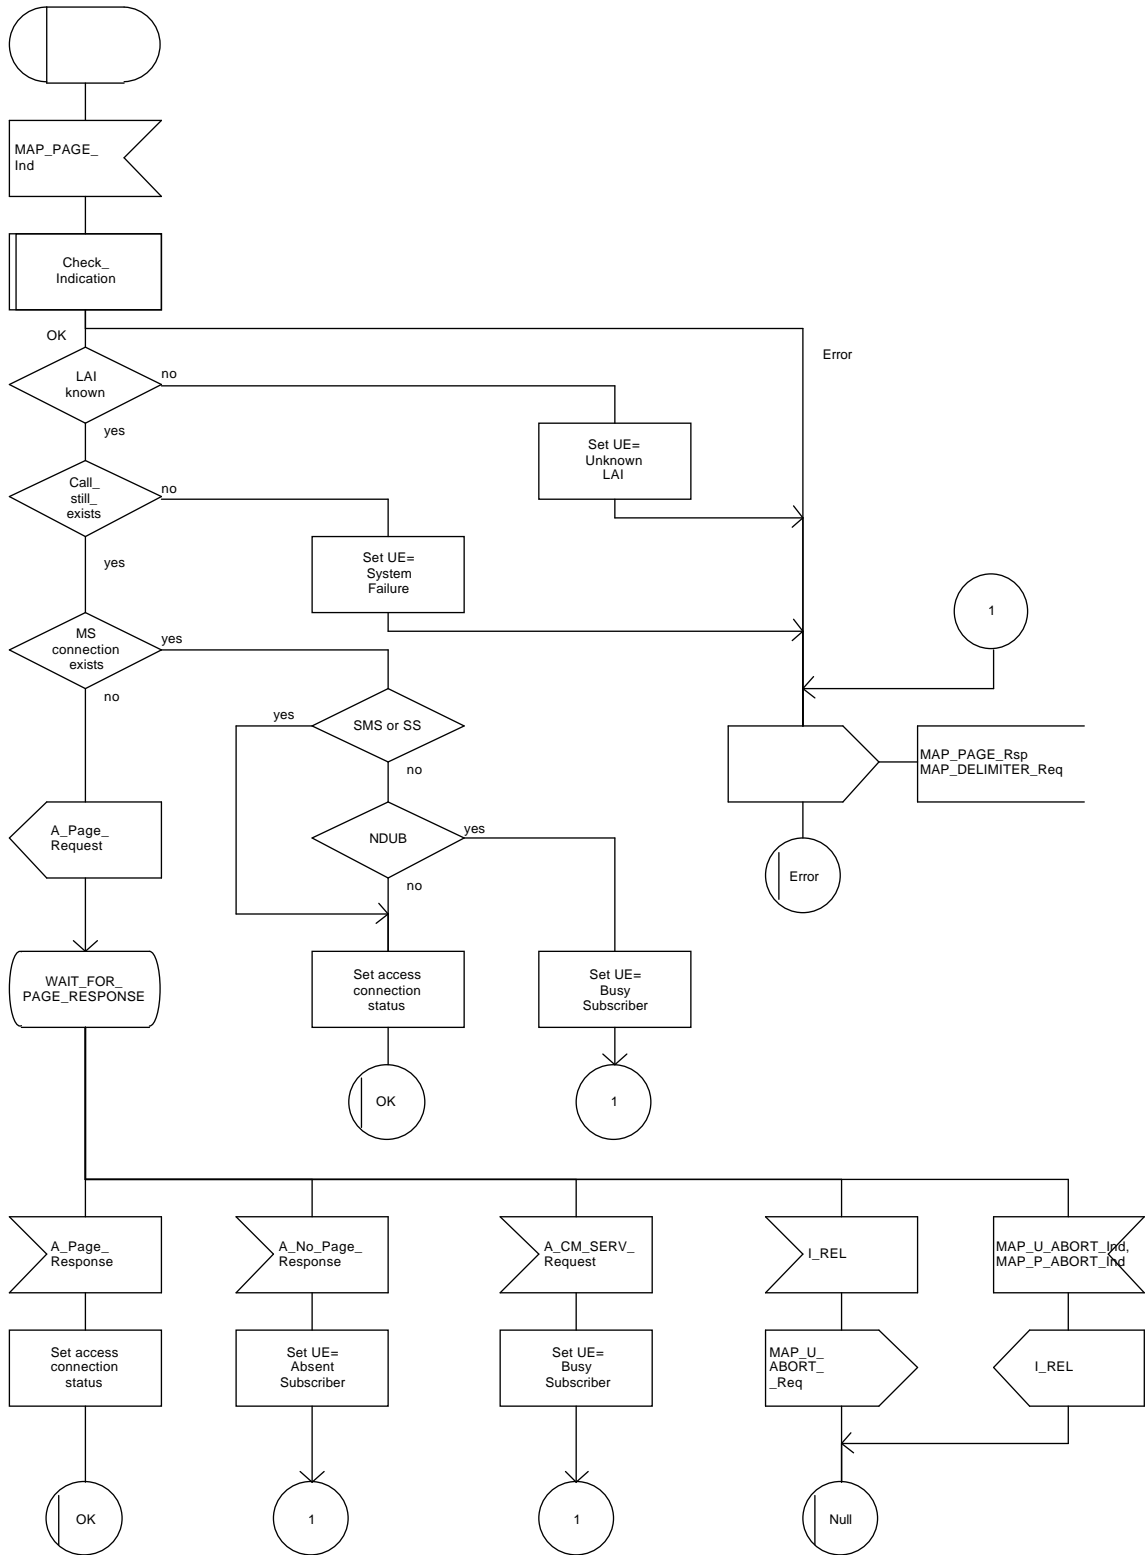 MAP_PAGE_
Ind
Check_
Indication
OK
Error
LAI
known
no
yes
Set UE=
Unknown
LAI
Call_
still_
exists
no
yes
Set UE=
System
Failure
1
MS
connection
exists
yes
no
SMS or SS
yes
no
MAP_PAGE_Rsp
MAP_DELIMITER_Req
A_Page_
Request
NDUB
yes
no
Error
WAIT_FOR_
PAGE_RESPONSE
Set access
connection
status
Set UE=
Busy
Subscriber
OK
1
A_Page_
Response
A_No_Page_
Response
A_CM_SERV_
Request
I_REL
MAP_U_ABORT_Ind,
MAP_P_ABORT_Ind
Set access
connection
status
Set UE=
Absent
Subscriber
Set UE=
Busy
Subscriber
MAP_U_
ABORT_
_Req
I_REL
OK
1
1
Null